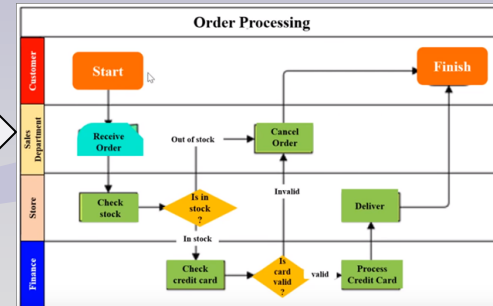 Order Processing
Customer
Start
Finish
Sales
Department
Receive
Order
Out of stock
Cancel
Order
Store
Check
stock
Is in
stock
?
Invalid
Deliver
In stock
Finance
Check
credit card
Is
card
valid
?
valid
Process
Credit Card